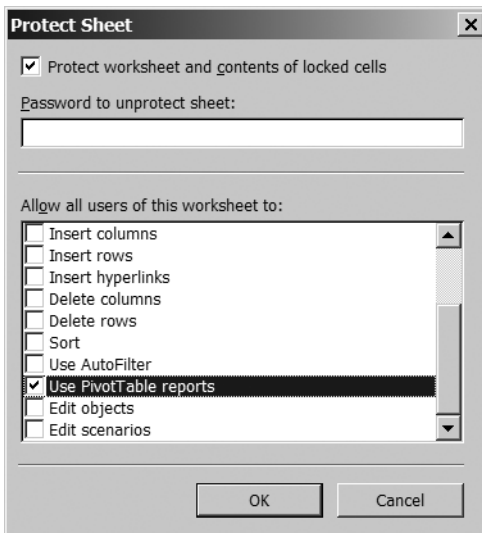 Protect Sheet
Protect worksheet and contents of locked cells
Password to unprotect sheet:
Allow all users of this worksheet to:
Insert columns
Insert rows
Insert hyperlinks
Delete columns
Delete rows
Sort
Use AutoFilter
Use PivotTable reports
Edit objects
Edit scenarios
OK Cancel